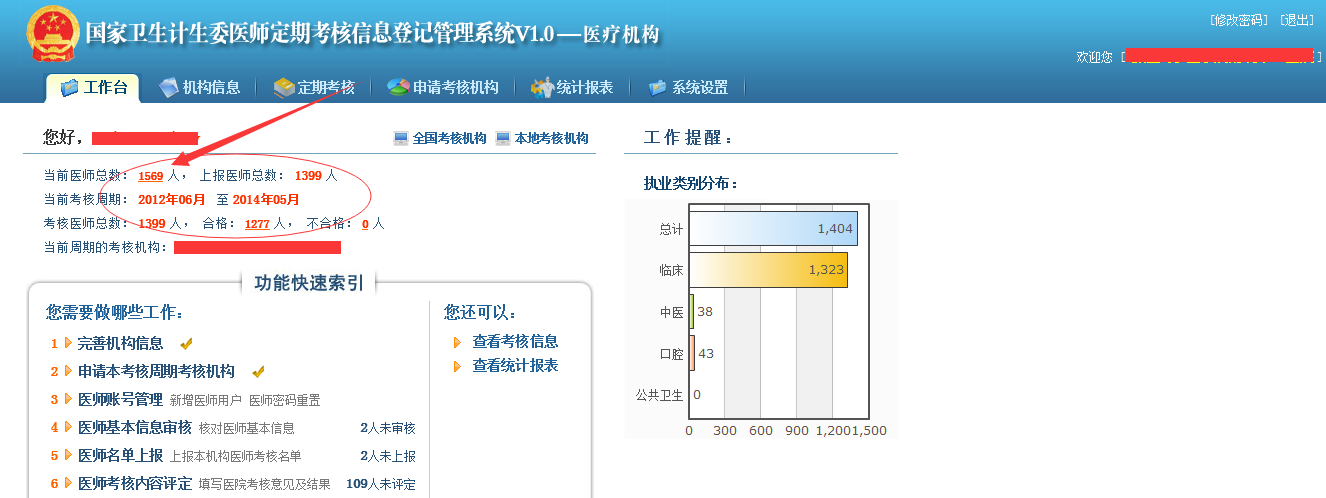 国家卫生计生委医师定期考核信息登记管理系统V1.0—医疗机构
[修改密码] [退出]
欢迎您 [ ]
工作台 机构信息 定期考核 申请考核机构 统计报表 系统设置
您好，
全国考核机构 本地考核机构
当前医师总数： 1569 人， 上报医师总数： 1399 人
当前考核周期： 2012年06月 至 2014年05月
考核医师总数： 1399 人， 合格： 1277 人， 不合格： 0 人
当前周期的考核机构：
功能快速索引
您需要做哪些工作：
1 完善机构信息
2 申请本考核周期考核机构
3 医师账号管理 新增医师用户 医师密码重置
4 医师基本信息审核 核对医师基本信息 2人未审核
5 医师名单上报 上报本机构医师考核名单 2人未上报
6 医师考核内容评定 填写医院考核意见及结果 109人未评定
您还可以：
查看考核信息
查看统计报表
工作提醒：
执业类别分布：
总计 1,404
临床 1,323
中医 38
口腔 43
公共卫生 0
0 300 600 900 1,200 1,500